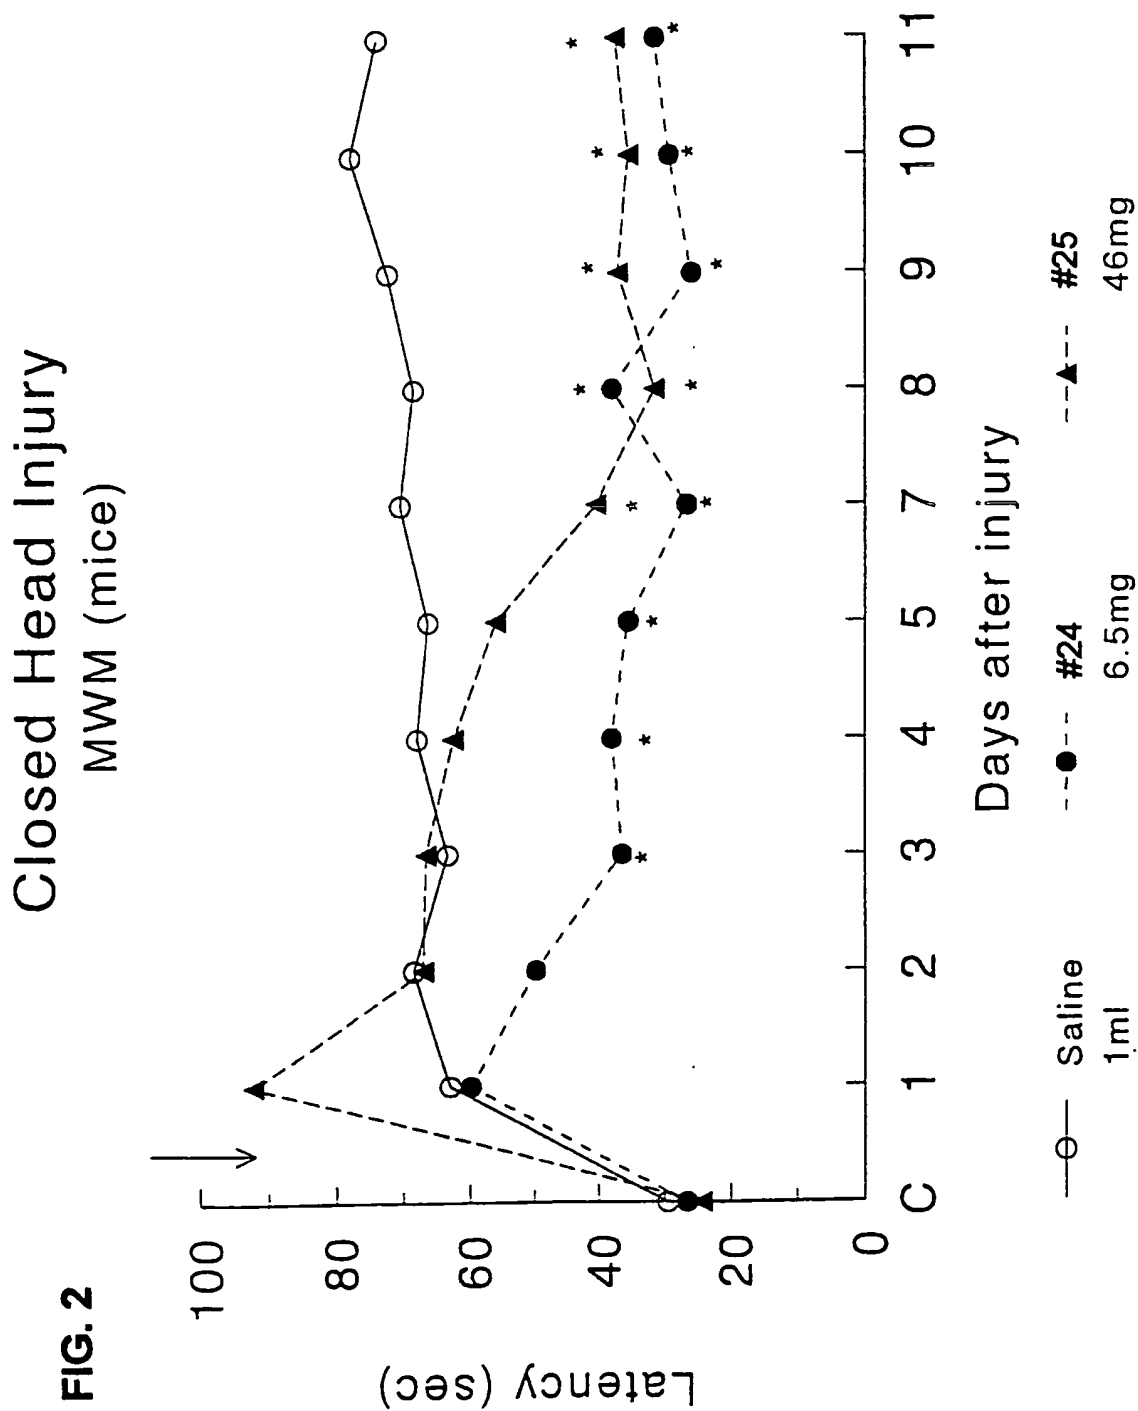 FIG. 2
Closed Head Injury
MWM (mice)
Latency (sec)
100
80
60
40
20
0
C 1 2 3 4 5 7 8 9 10 11
* * * * * * * * * * * * * *
Days after injury
Saline #24 #25
1ml 6.5mg 46mg